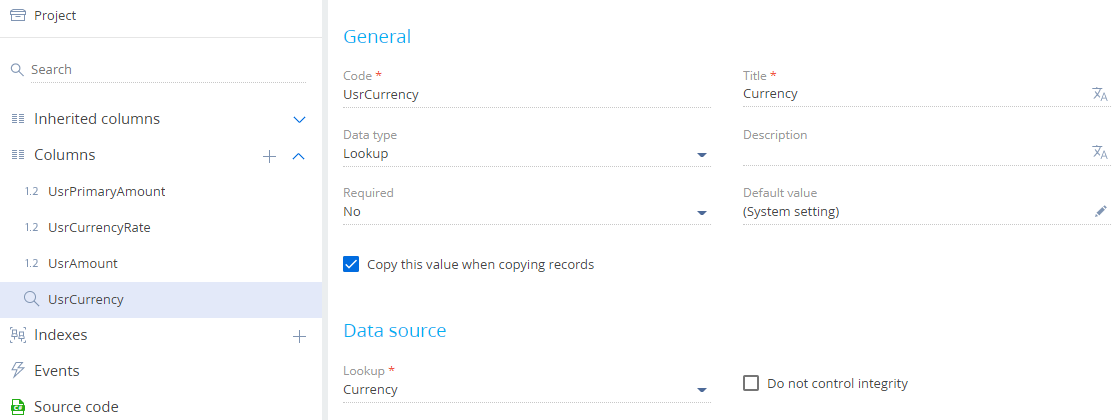 Project
Search
Inherited columns
Columns
1.2 UsrPrimaryAmount
1.2 UsrCurrencyRate
1.2 UsrAmount
UsrCurrency
Indexes
Events
C# Source code
General
Code *
UsrCurrency
Title *
Currency
Data type
Lookup
Description
Required
No
Default value
(System setting)
Copy this value when copying records
Data source
Lookup *
Currency
Do not control integrity